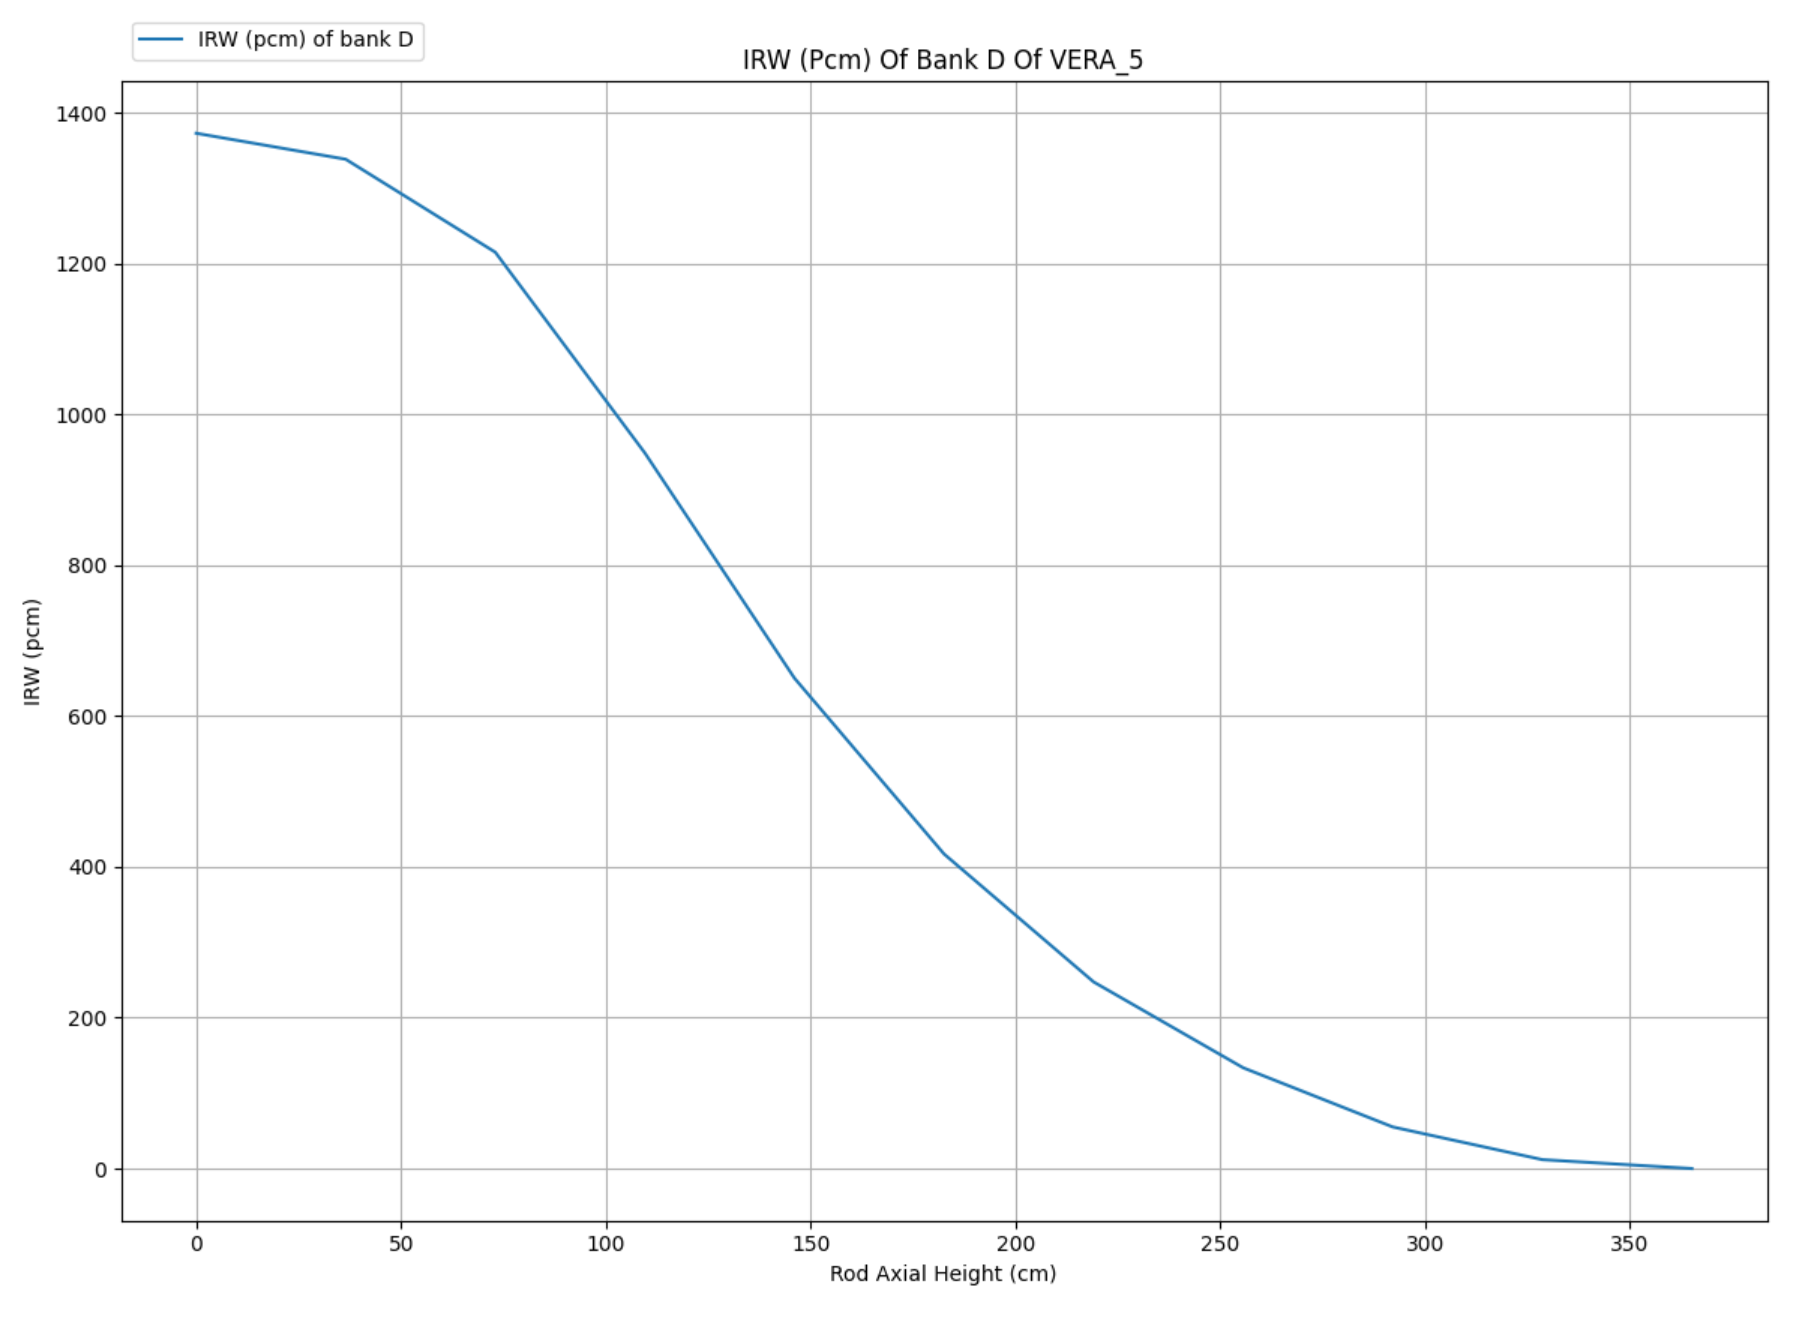 IRW (pcm) of bank D
IRW (Pcm) Of Bank D Of VERA_5
1400
1200
1000
800
600
400
200
0
IRW (pcm)
0 50 100 150 200 250 300 350
Rod Axial Height (cm)